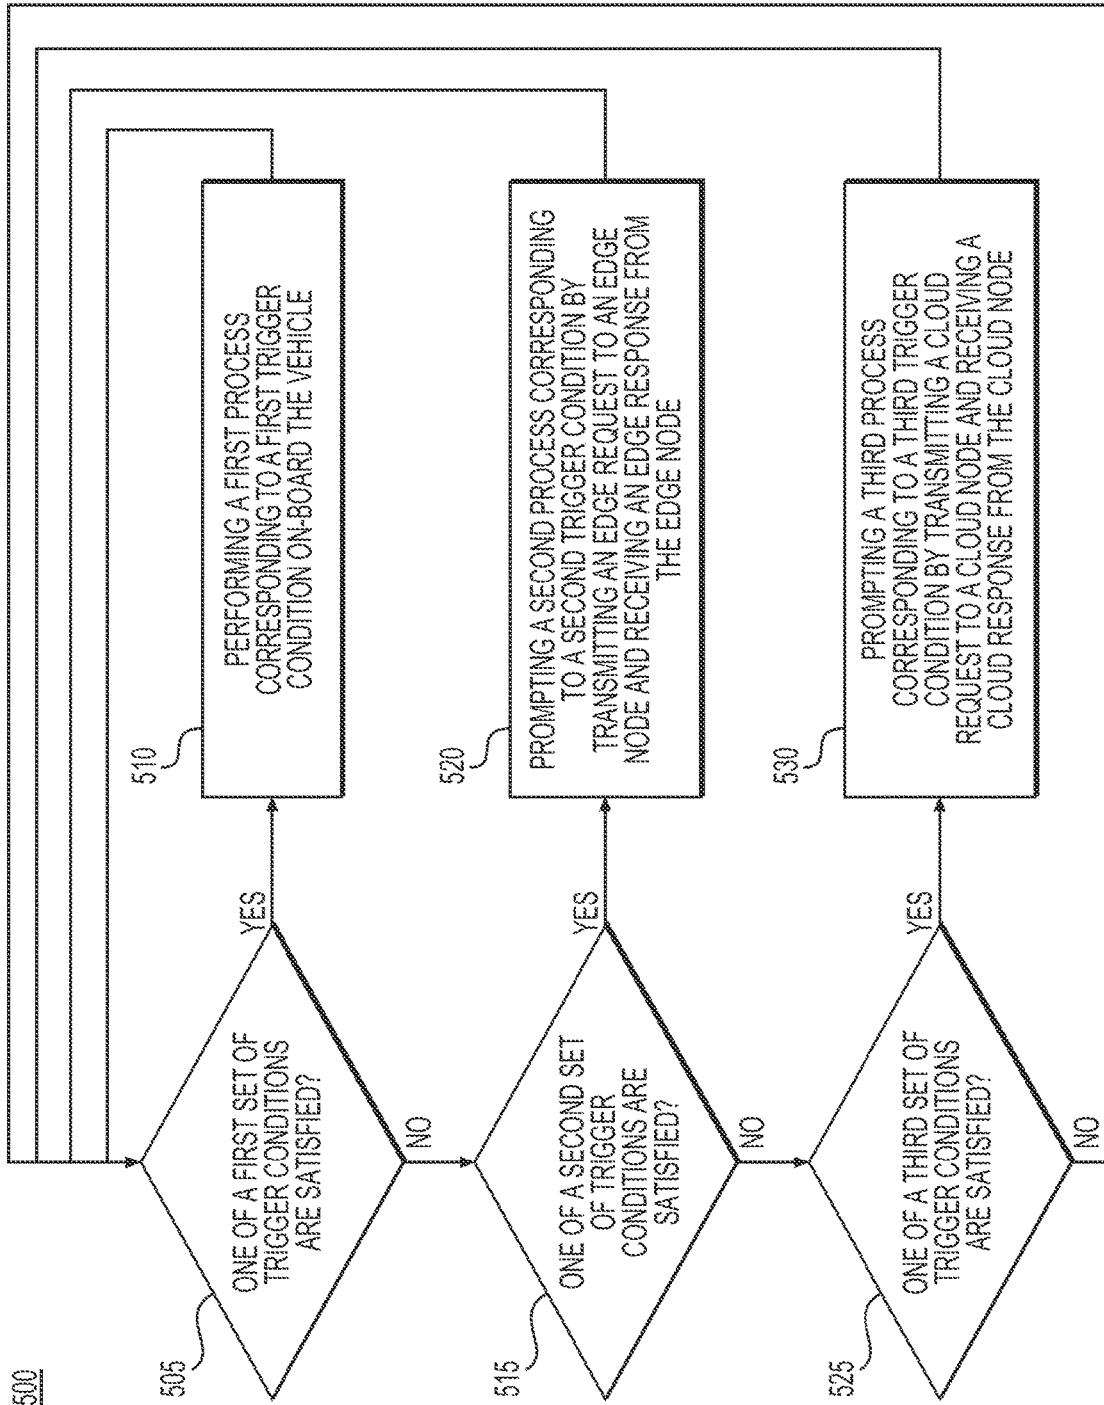 500
505
ONE OF A FIRST SET OF
TRIGGER CONDITIONS
ARE SATISFIED?
YES
NO
510
PERFORMING A FIRST PROCESS
CORRESPONDING TO A FIRST TRIGGER
CONDITION ON-BOARD THE VEHICLE
515
ONE OF A SECOND SET
OF TRIGGER
CONDITIONS ARE
SATISFIED?
YES
NO
520
PROMPTING A SECOND PROCESS CORRESPONDING
TO A SECOND TRIGGER CONDITION BY
TRANSMITTING AN EDGE REQUEST TO AN EDGE
NODE AND RECEIVING AN EDGE RESPONSE FROM
THE EDGE NODE
525
ONE OF A THIRD SET OF
TRIGGER CONDITIONS
ARE SATISFIED?
YES
NO
530
PROMPTING A THIRD PROCESS
CORRESPONDING TO A THIRD TRIGGER
CONDITION BY TRANSMITTING A CLOUD
REQUEST TO A CLOUD NODE AND RECEIVING A
CLOUD RESPONSE FROM THE CLOUD NODE